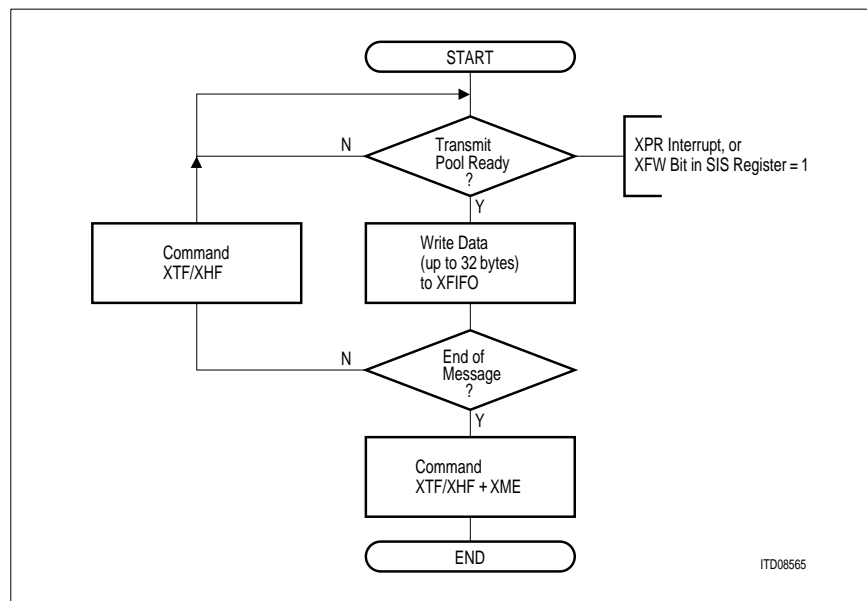 START
N
Transmit
Pool Ready
?
XPR Interrupt, or
XFW Bit in SIS Register = 1
Y
Command
XTF/XHF
Write Data
(up to 32 bytes)
to XFIFO
N
End of
Message
?
Y
Command
XTF/XHF + XME
END
ITD08565